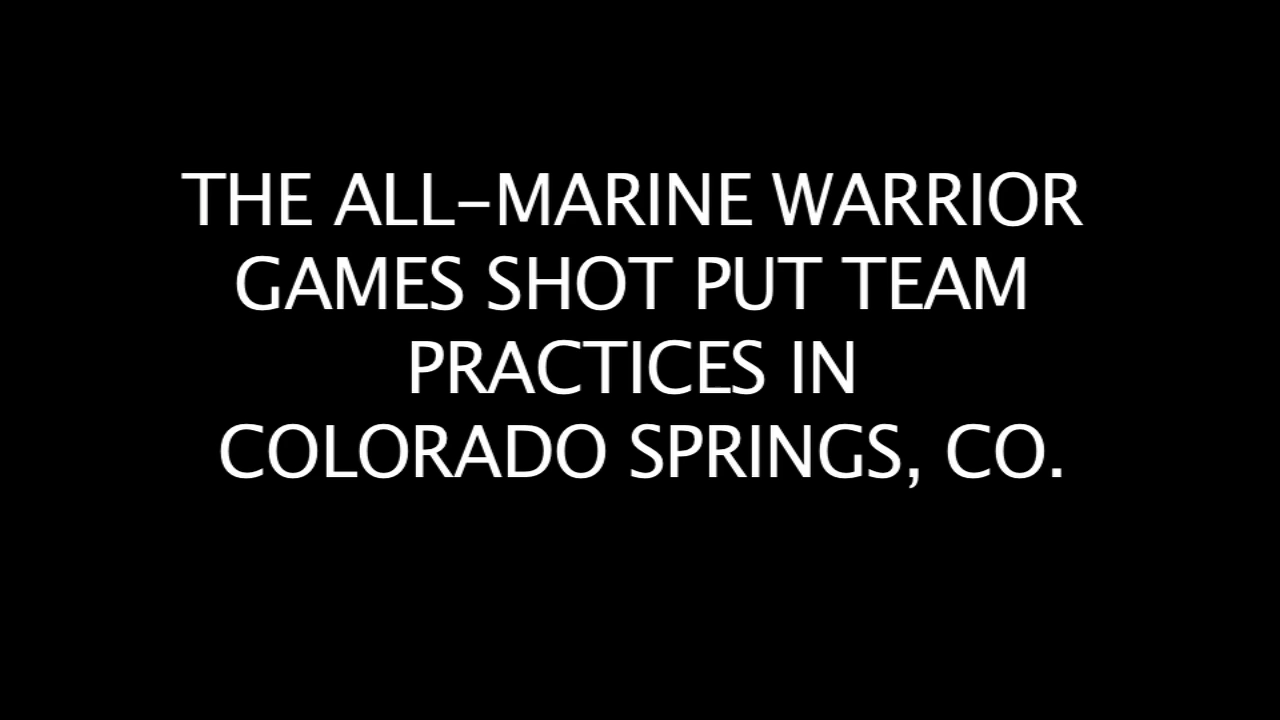 THE ALL-MARINE WARRIOR
GAMES SHOT PUT TEAM
PRACTICES IN
COLORADO SPRINGS, CO.